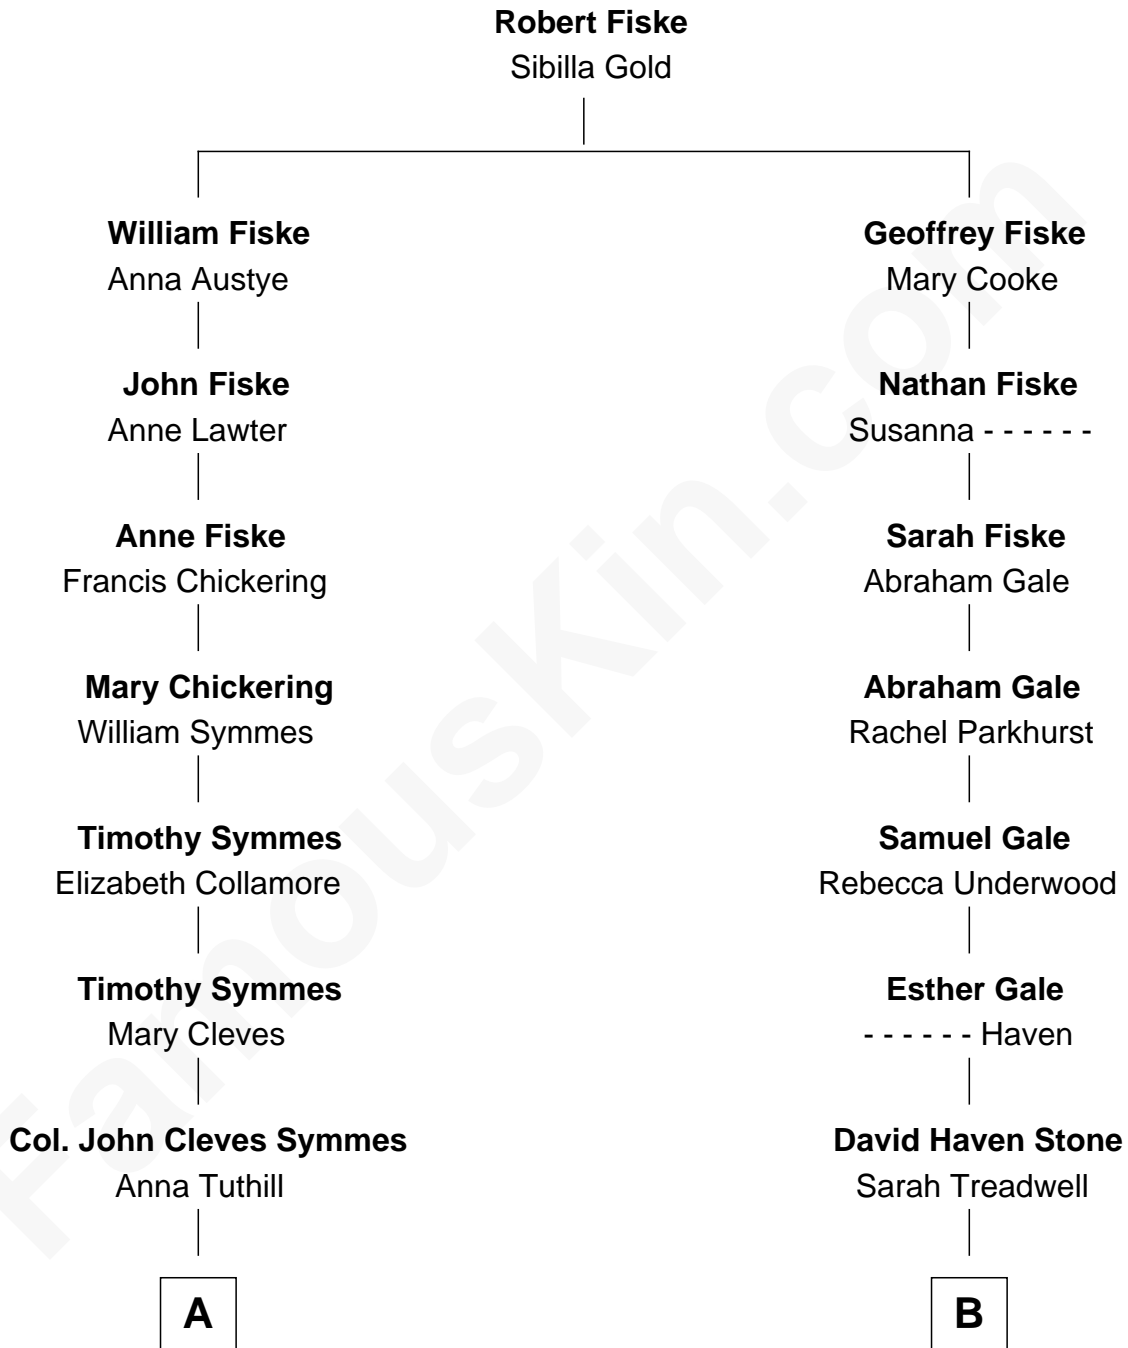 Robert Fiske
Sibilla Gold
William Fiske
Anna Austye
Geoffrey Fiske
Mary Cooke
John Fiske
Anne Lawter
Nathan Fiske
Susanna - - - - - -
Anne Fiske
Francis Chickering
Sarah Fiske
Abraham Gale
Mary Chickering
William Symmes
Abraham Gale
Rachel Parkhurst
Timothy Symmes
Elizabeth Collamore
Samuel Gale
Rebecca Underwood
Timothy Symmes
Mary Cleves
Esther Gale
- - - - - - Haven
Col. John Cleves Symmes
Anna Tuthill
David Haven Stone
Sarah Treadwell
A
B
FamousKin.com